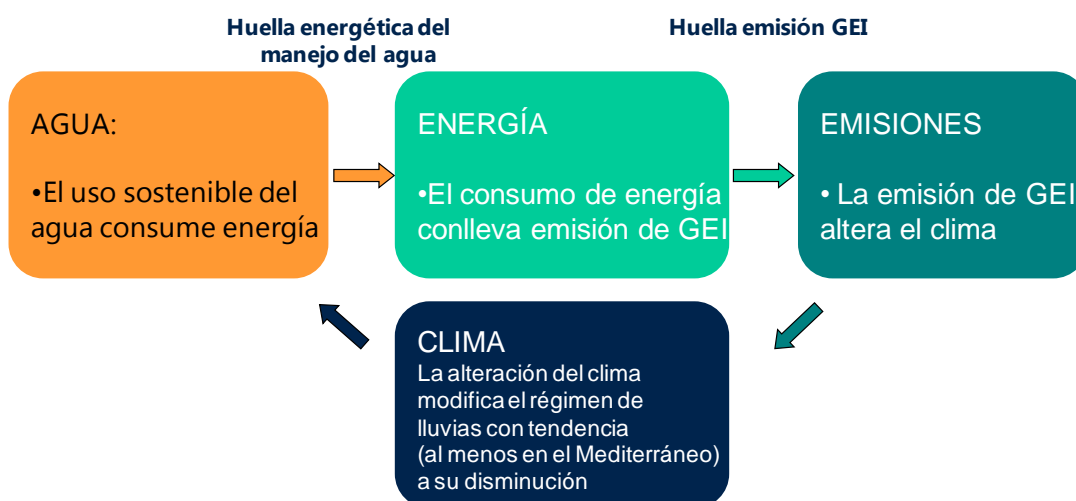 Huella energética del
manejo del agua
Huella emisión GEI
AGUA:
•El uso sostenible del
agua consume energía
ENERGÍA
•El consumo de energía
conlleva emisión de GEI
EMISIONES
• La emisión de GEI
altera el clima
CLIMA
La alteración del clima
modifica el régimen de
lluvias con tendencia
(al menos en el Mediterráneo)
a su disminución